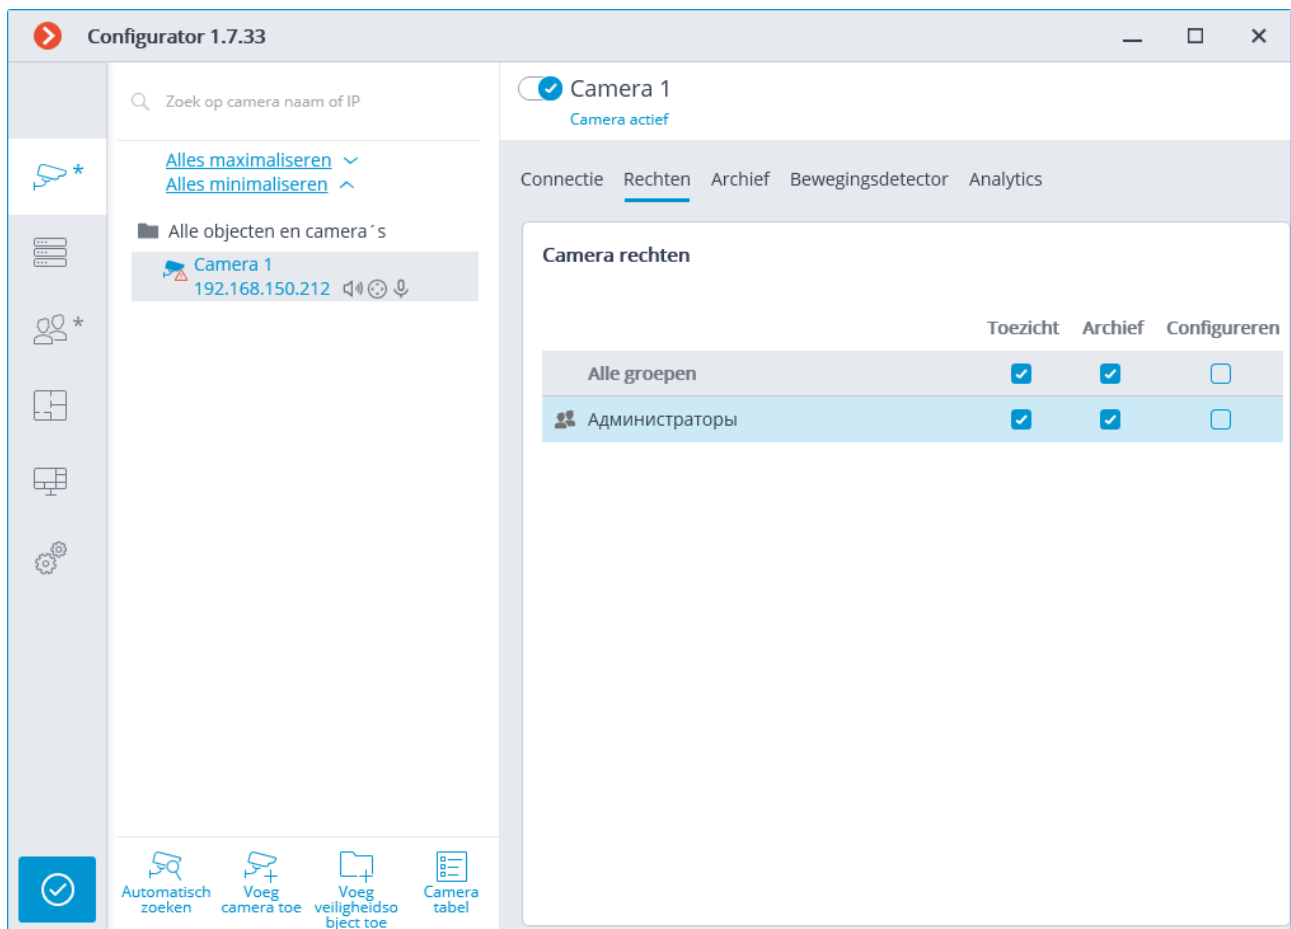 Configurator 1.7.33
Zoek op camera naam of IP
Alles maximaliseren
Alles minimaliseren
Alle objecten en camera´s
Camera 1
192.168.150.212
Automatisch
zoeken
Voeg
camera toe
Voeg
veiligheidso
bject toe
Camera
tabel
Camera 1
Camera actief
Connectie Rechten Archief Bewegingsdetector Analytics
Camera rechten
Toezicht Archief Configureren
Alle groepen
Администраторы